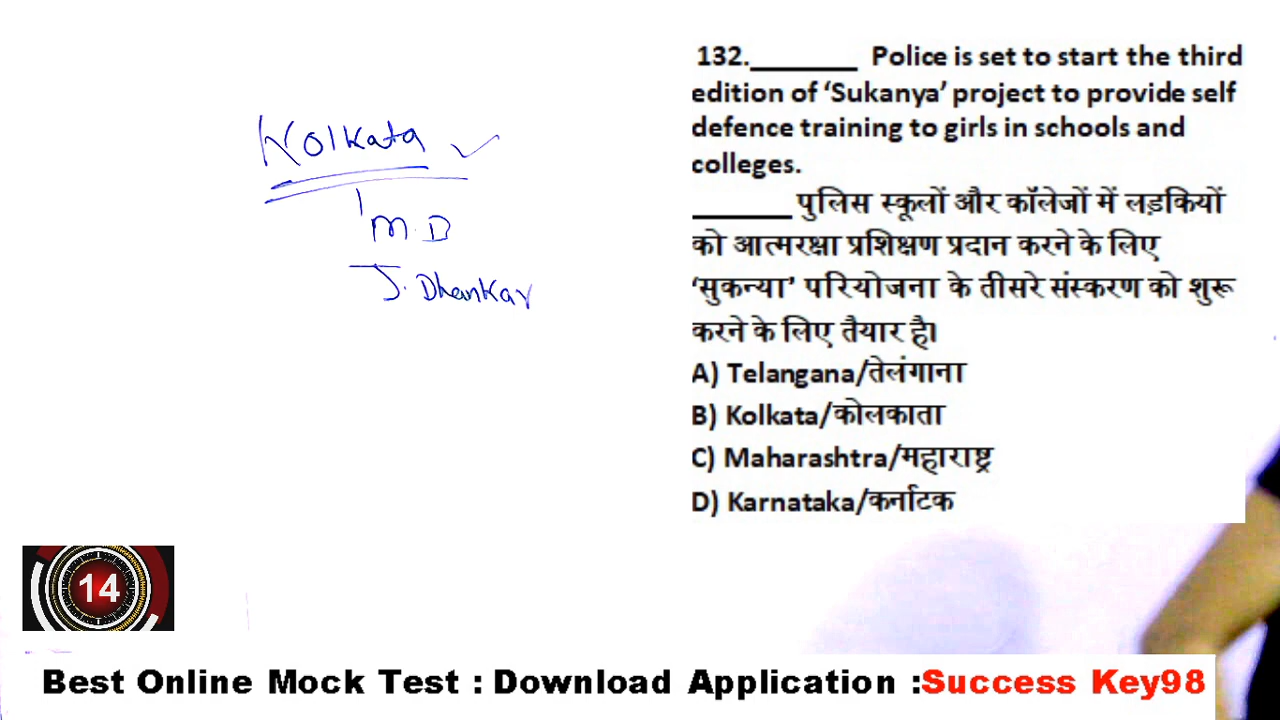 Kolkata
M.D
J. Dhankar
132._______ Police is set to start the third
edition of ‘Sukanya’ project to provide self
defence training to girls in schools and
colleges.
_______ पुलिस स्कूलों और कॉलेजों में लड़कियों
को आत्मरक्षा प्रशिक्षण प्रदान करने के लिए
‘सुकन्या’ परियोजना के तीसरे संस्करण को शुरू
करने के लिए तैयार है।
A) Telangana/तेलंगाना
B) Kolkata/कोलकाता
C) Maharashtra/महाराष्ट्र
D) Karnataka/कर्नाटक
14
Best Online Mock Test : Download Application :Success Key98